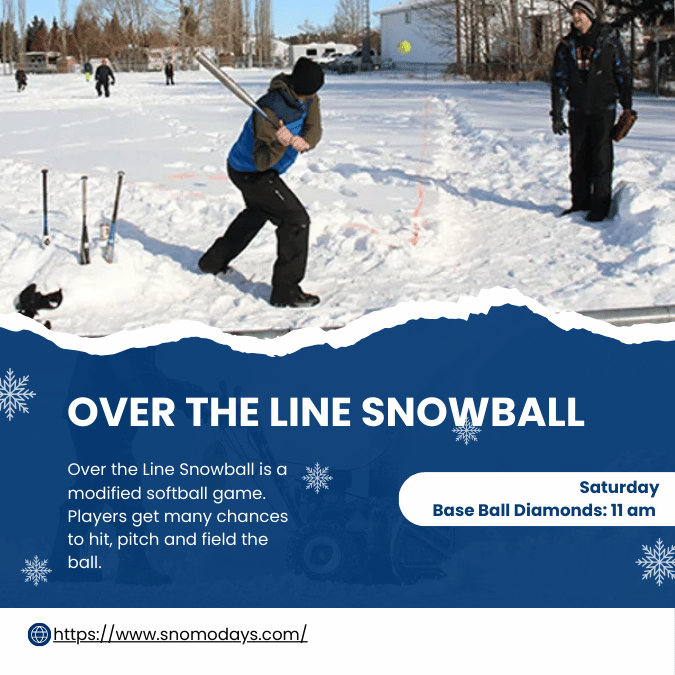 OVER THE LINE SNOWBALL
Over the Line Snowball is a
modified softball game.
Players get many chances
to hit, pitch and field the
ball.
Saturday
Base Ball Diamonds: 11 am
https://www.snomodays.com/